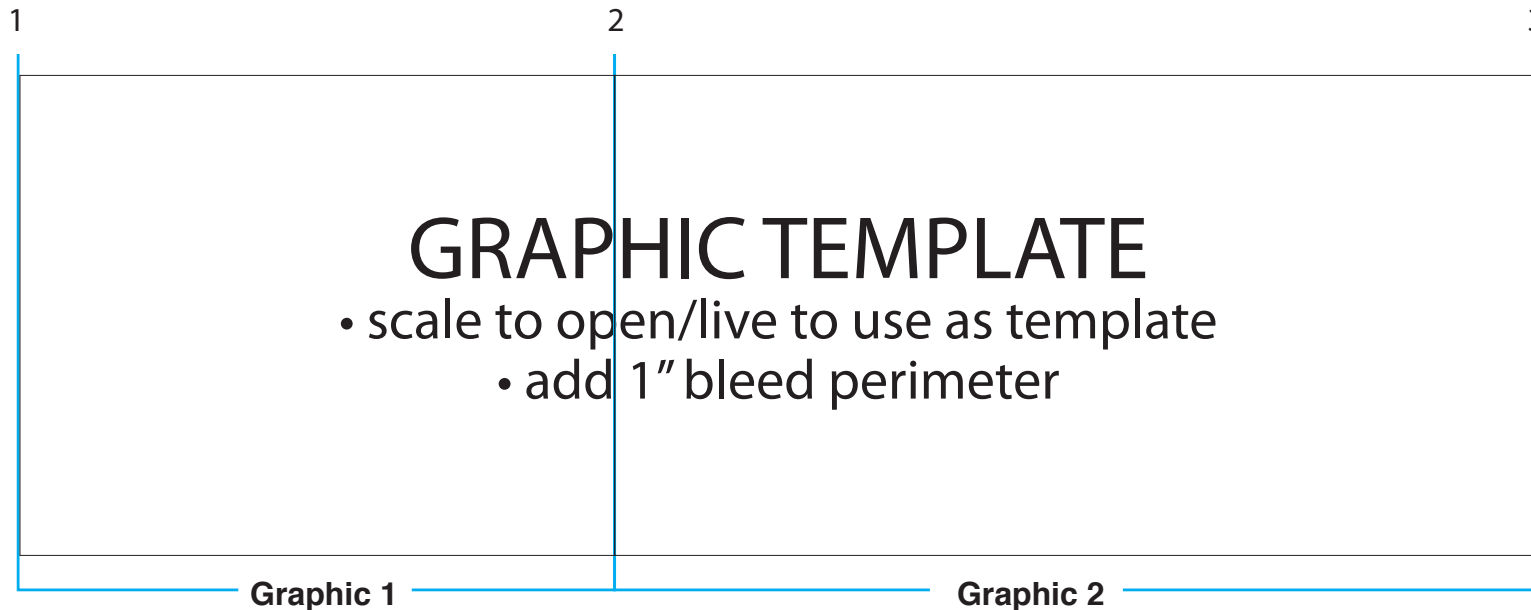 1 2
GRAPHIC TEMPLATE
• scale to open/live to use as template
• add 1" bleed perimeter
Graphic 1 Graphic 2